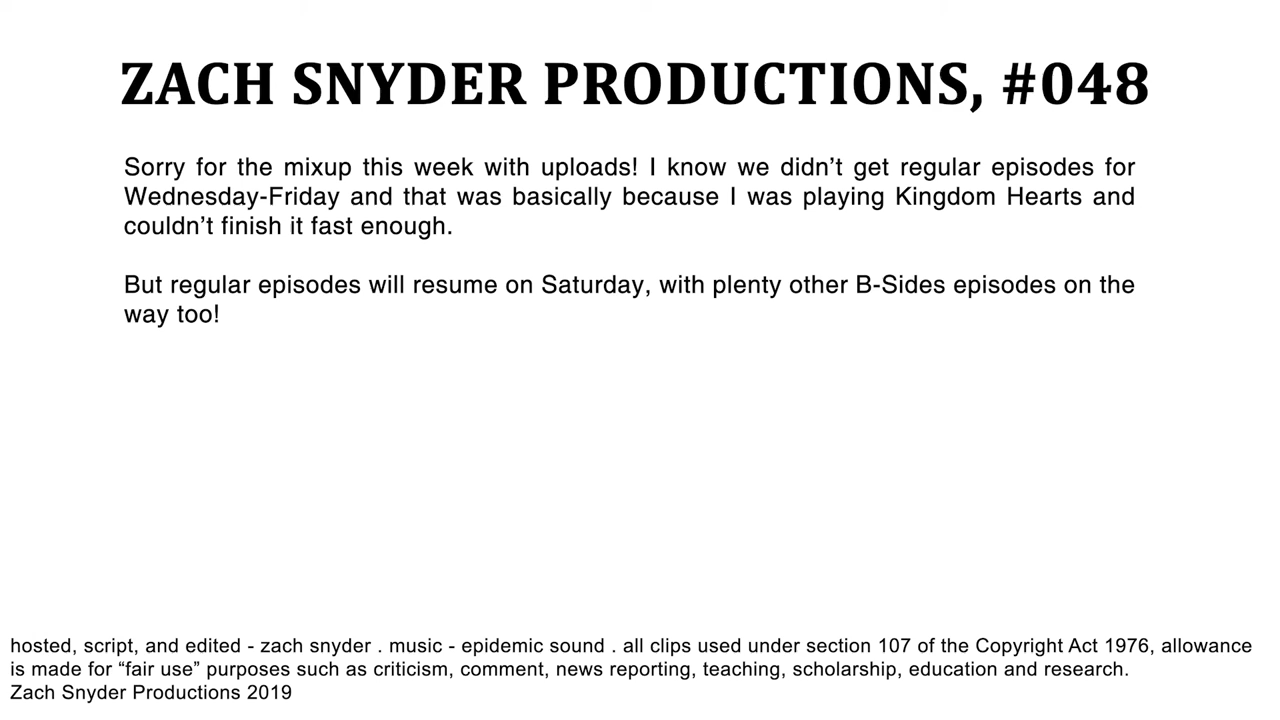 ZACH SNYDER PRODUCTIONS, #048
Sorry for the mixup this week with uploads! I know we didn’t get regular episodes for
Wednesday-Friday and that was basically because I was playing Kingdom Hearts and
couldn’t finish it fast enough.
But regular episodes will resume on Saturday, with plenty other B-Sides episodes on the
way too!
hosted, script, and edited - zach snyder . music - epidemic sound . all clips used under section 107 of the Copyright Act 1976, allowance
is made for “fair use” purposes such as criticism, comment, news reporting, teaching, scholarship, education and research.
Zach Snyder Productions 2019